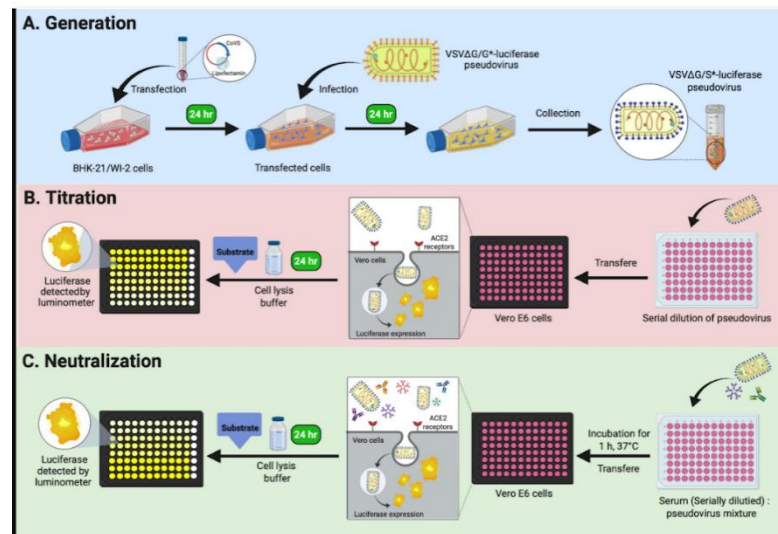 A. Generation
CoVS
Lipofectamin
Transfection
VSVΔG/G*-luciferase
pseudovirus
Infection
VSVΔG/S*-luciferase
pseudovirus
24 hr
24 hr
Collection
BHK-21/WI-2 cells
Transfected cells
B. Titration
Substrate
24 hr
Cell lysis
buffer
Luciferase
detectedby
luminometer
ACE2
receptors
Vero cells
Luciferase expression
Vero E6 cells
Transfere
Serial dilution of pseudovirus
C. Neutralization
Substrate
24 hr
Cell lysis
buffer
Luciferase
detected by
luminometer
ACE2
receptors
Vero cells
Luciferase expression
Vero E6 cells
Incubation for
1 h, 37°C
Transfere
Serum (Serially dilutied) :
pseudovirus mixture